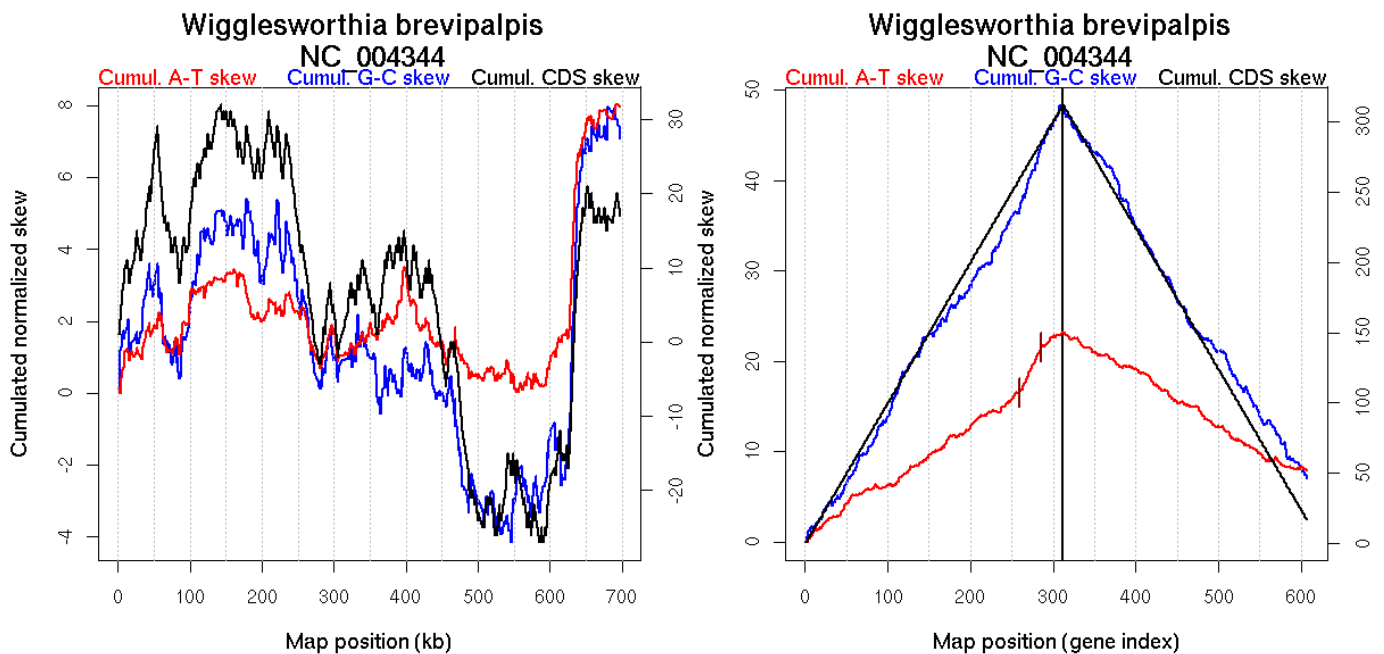 Wigglesworthia brevipalpis
NC_004344
Cumul. A-T skew Cumul. G-C skew Cumul. CDS skew
Cumulated normalized skew
8
6
4
2
0
-2
-4
30
20
10
0
-10
-20
0 100 200 300 400 500 600 700
Map position (kb)
Wigglesworthia brevipalpis
NC_004344
Cumul. A-T skew Cumul. G-C skew Cumul. CDS skew
Cumulated normalized skew
50
40
30
20
10
0
300
250
200
150
100
50
0
0 100 200 300 400 500 600
Map position (gene index)